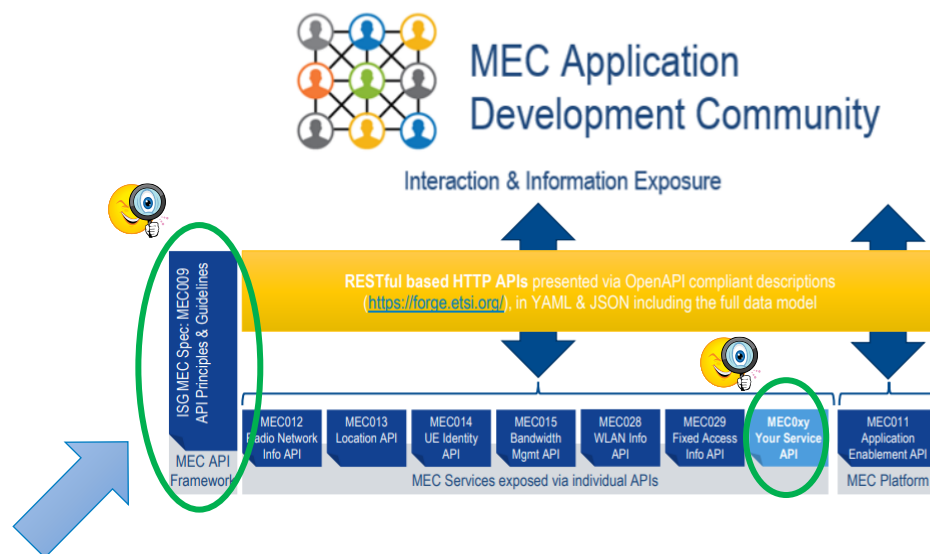 MEC Application
Development Community
Interaction & Information Exposure
ISG MEC Spec: MEC009
API Principles & Guidelines
RESTful based HTTP APIs presented via OpenAPI compliant descriptions
(https://forge.etsi.org/), in YAML & JSON including the full data model
MEC012
Radio Network
Info API
MEC013
Location API
MEC014
UE Identity
API
MEC015
Bandwidth
Mgmt API
MEC028
WLAN Info
API
MEC029
Fixed Access
Info API
MEC0xy
Your Service
API
MEC011
Application
Enablement API
MEC API
Framework
MEC Services exposed via individual APIs
MEC Platform